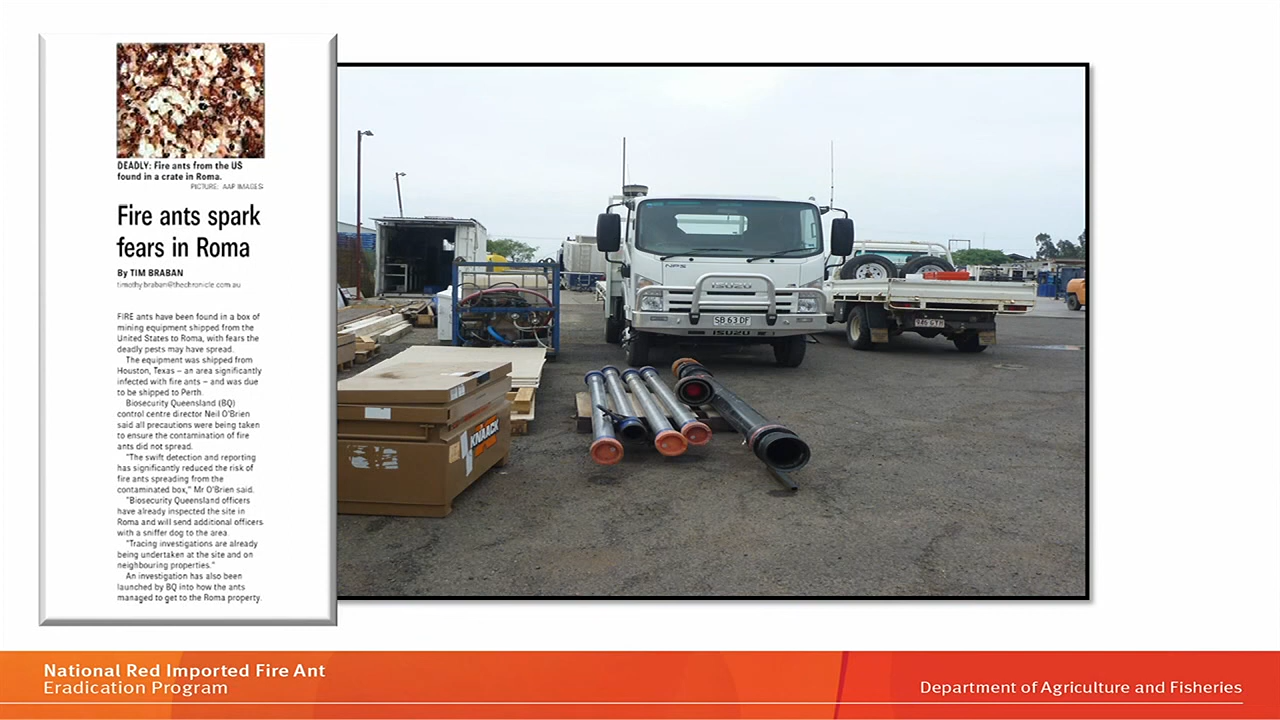 DEADLY: Fire ants from the US
found in a crate in Roma.
PICTURE: AAP IMAGES
Fire ants spark
fears in Roma
By TIM BRABAN
timothy.braban@thechronicle.com.au
FIRE ants have been found in a box of
mining equipment shipped from the
United States to Roma, with fears the
deadly pests may have spread.
The equipment was shipped from
Houston, Texas – an area significantly
infected with fire ants – and was due
to be shipped to Perth.
Biosecurity Queensland (BQ)
control centre director Neil O'Brien
said all precautions were being taken
to ensure the contamination of fire
ants did not spread.
"The swift detection and reporting
has significantly reduced the risk of
fire ants spreading from the
contaminated box," Mr O'Brien said.
"Biosecurity Queensland officers
have already inspected the site in
Roma and will send additional officers
with a sniffer dog to the area.
"Tracing investigations are already
being undertaken at the site and on
neighbouring properties."
An investigation has also been
launched by BQ into how the ants
managed to get to the Roma property.
NPS
ISUZU
SB 63 DF
ISUZU
KNAACK
National Red Imported Fire Ant
Eradication Program
Department of Agriculture and Fisheries